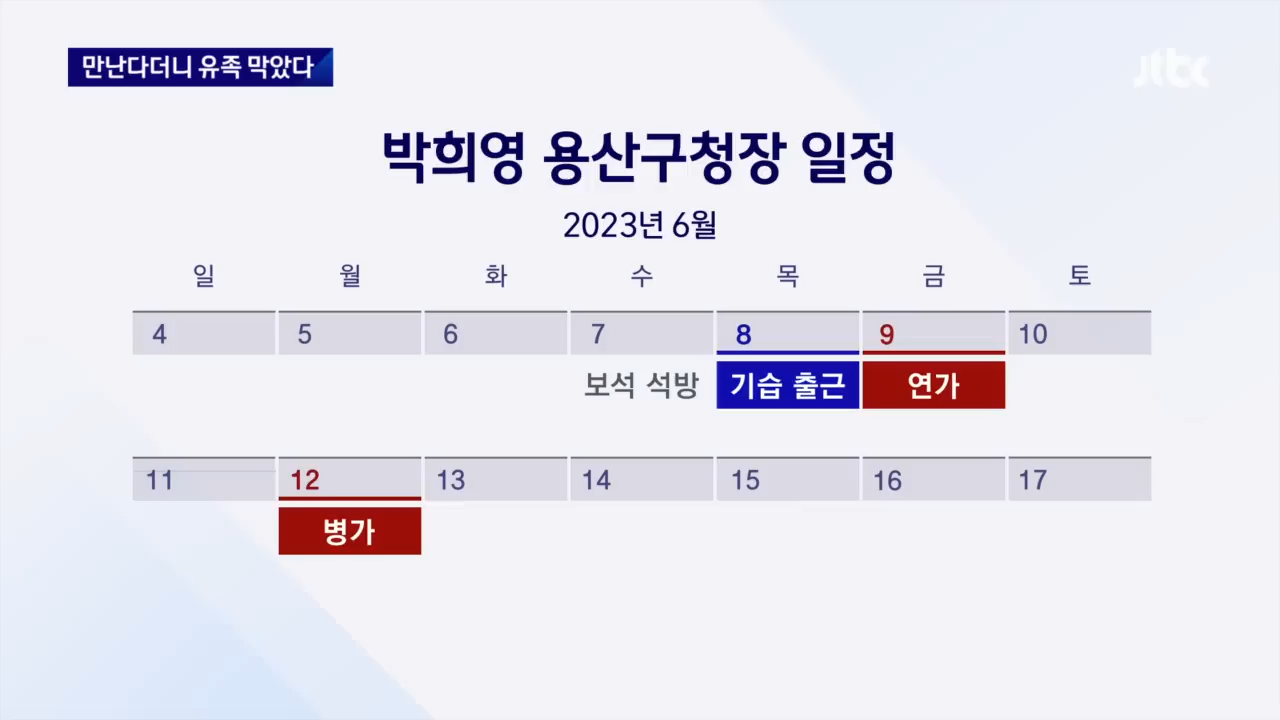 만난다더니 유족 막았다
jtbc
박희영 용산구청장 일정
2023년 6월
일 월 화 수 목 금 토
4 5 6 7 8 9 10
보석 석방 기습 출근 연가
11 12 13 14 15 16 17
병가